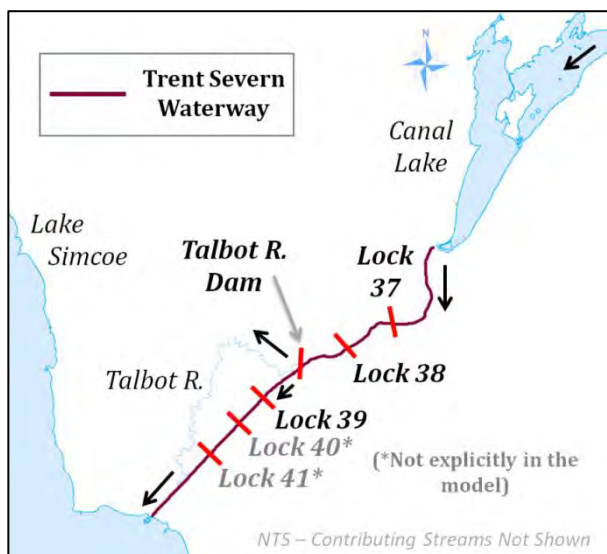 Trent Severn
Waterway
N
Canal
Lake
Lake
Simcoe
Talbot R.
Dam
Lock
37
Talbot R.
Lock 38
Lock 39
Lock 40*
Lock 41*
(*Not explicitly in the
model)
NTS – Contributing Streams Not Shown